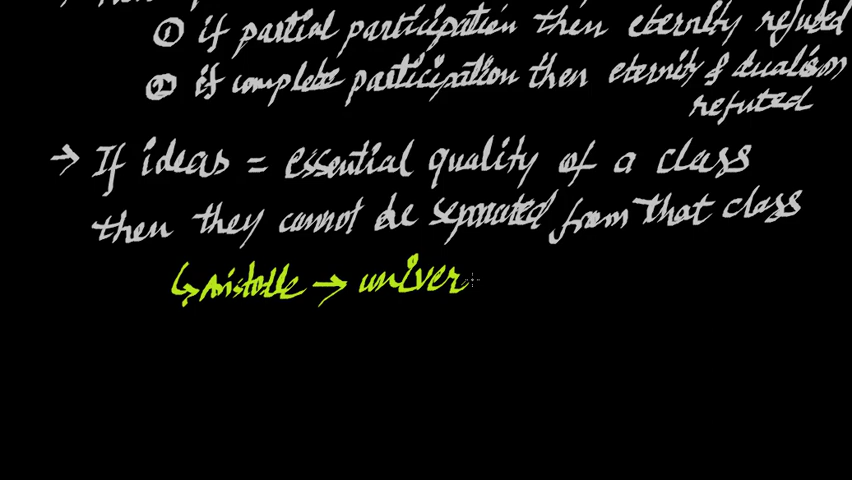 ① if partial participation then eternity refuted
② if complete participation then eternity & dualism refuted
→ If ideas = essential quality of a class
then they cannot be separated from that class
↳ Aristotle → univer